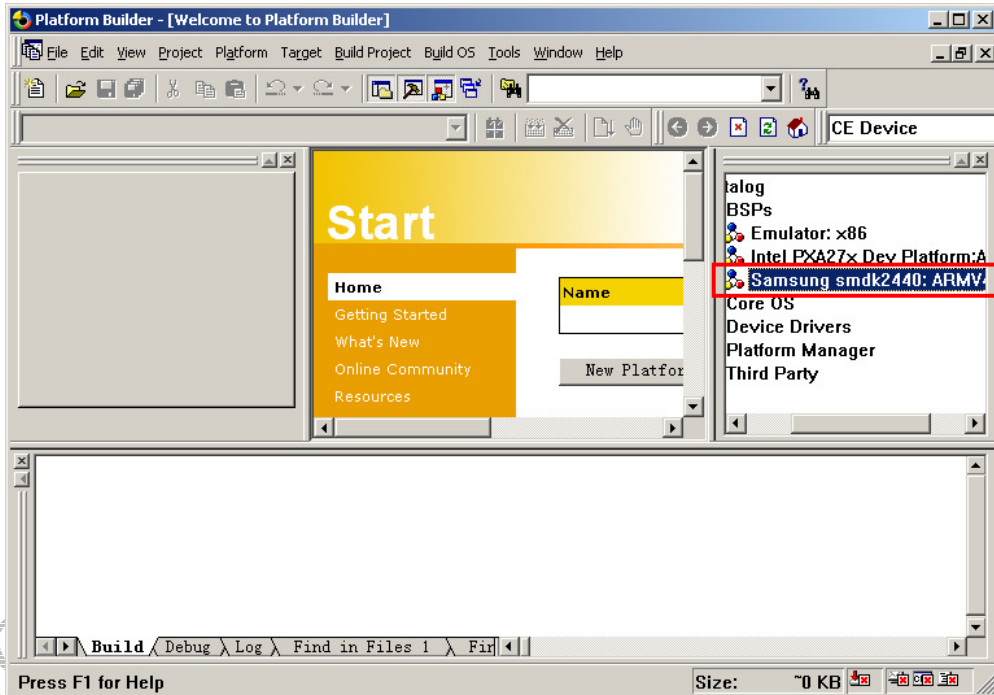 Platform Builder - [Welcome to Platform Builder]
File Edit View Project Platform Target Build Project Build OS Tools Window Help
CE Device
Start
Home
Getting Started
What's New
Online Community
Resources
Name
New Platfor
talog
BSPs
Emulator: x86
Intel PXA27x Dev Platform:A
Samsung smdk2440: ARMV
Core OS
Device Drivers
Platform Manager
Third Party
Build Debug Log Find in Files 1 Fin
Press F1 for Help
Size: ~0 KB